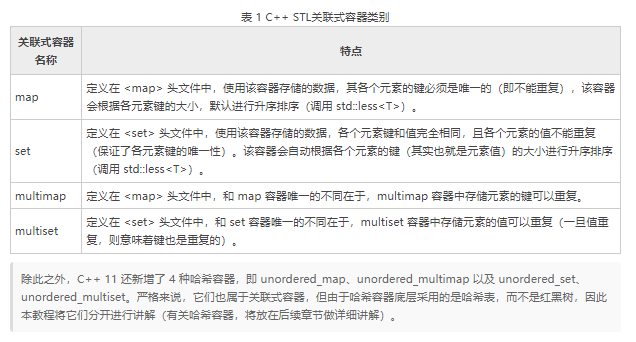 表 1 C++ STL关联式容器类别
关联式容器
名称
特点
map
定义在 <map> 头文件中，使用该容器存储的数据，其各个元素的键必须是唯一的（即不能重复），该容器
会根据各元素键的大小，默认进行升序排序（调用 std::less<T>）。
set
定义在 <set> 头文件中，使用该容器存储的数据，各个元素键和值完全相同，且各个元素的值不能重复
（保证了各元素键的唯一性）。该容器会自动根据各个元素的键（其实也就是元素值）的大小进行升序排序
（调用 std::less<T>）。
multimap
定义在 <map> 头文件中，和 map 容器唯一的不同在于，multimap 容器中存储元素的键可以重复。
multiset
定义在 <set> 头文件中，和 set 容器唯一的不同在于，multiset 容器中存储元素的值可以重复（一旦值重
复，则意味着键也是重复的）。
除此之外，C++ 11 还新增了 4 种哈希容器，即 unordered_map、unordered_multimap 以及 unordered_set、
unordered_multiset。严格来说，它们也属于关联式容器，但由于哈希容器底层采用的是哈希表，而不是红黑树，因此
本教程将它们分开进行讲解（有关哈希容器，将放在后续章节做详细讲解）。